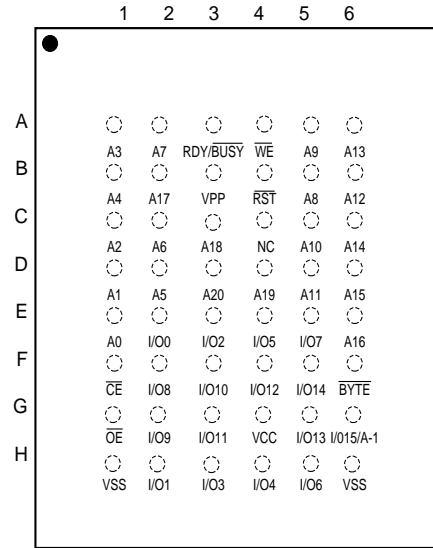 1 2 3 4 5 6
A
A3 A7 RDY/BUSY WE A9 A13
B
A4 A17 VPP RST A8 A12
C
A2 A6 A18 NC A10 A14
D
A1 A5 A20 A19 A11 A15
E
A0 I/O0 I/O2 I/O5 I/O7 A16
F
CE I/O8 I/O10 I/O12 I/O14 BYTE
G
OE I/O9 I/O11 VCC I/O13 I/015/A-1
H
VSS I/O1 I/O3 I/O4 I/O6 VSS